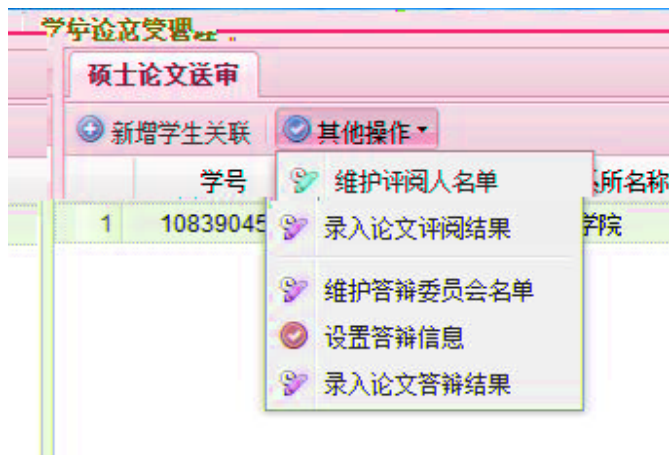 硕士论文送审
新增学生关联 其他操作
学号 维护评阅人名单 所名称
1 10839045 录入论文评阅结果 学院
维护答辩委员会名单
设置答辩信息
录入论文答辩结果